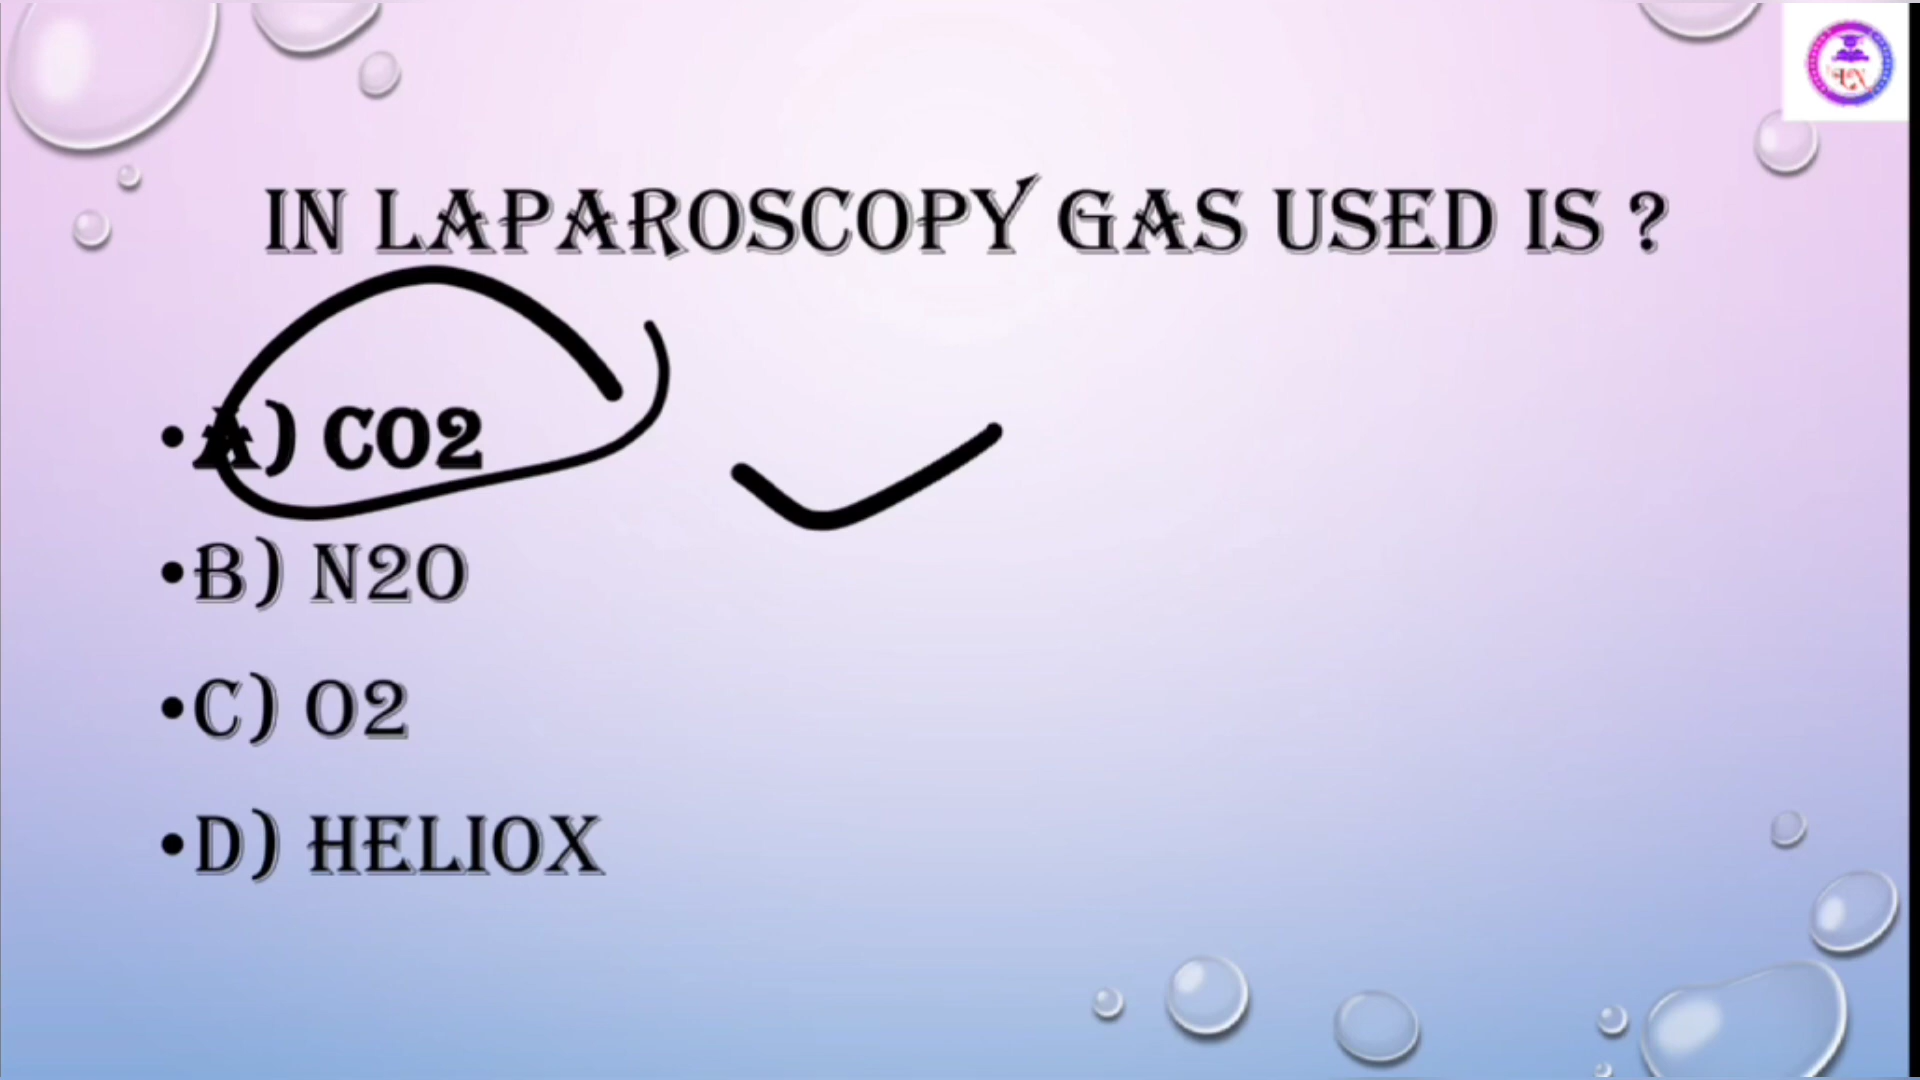 IN LAPAROSCOPY GAS USED IS ?
•A) CO2
•B) N2O
•C) O2
•D) HELIOX